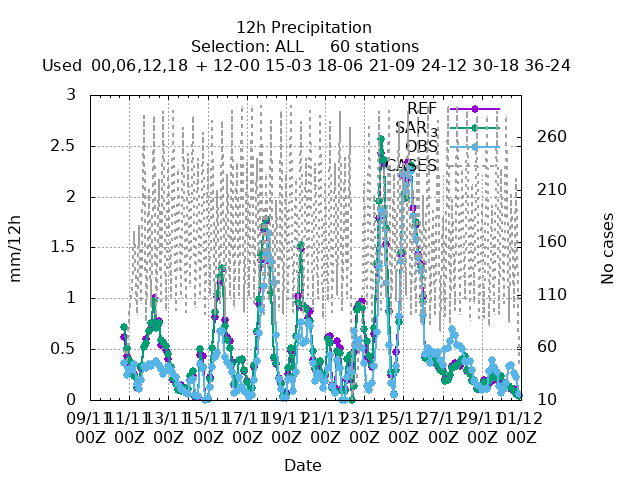 12h Precipitation
Selection: ALL 60 stations
Used 00,06,12,18 + 12-00 15-03 18-06 21-09 24-12 30-18 36-24
3
2.5
2
1.5
1
0.5
0
mm/12h
REF
SAR_3
OBS
CASES
260
210
160
110
60
10
No cases
09/11 11/11 13/11 15/11 17/11 19/11 21/11 23/11 25/11 27/11 29/11 01/12
00Z 00Z 00Z 00Z 00Z 00Z 00Z 00Z 00Z 00Z 00Z 00Z
Date